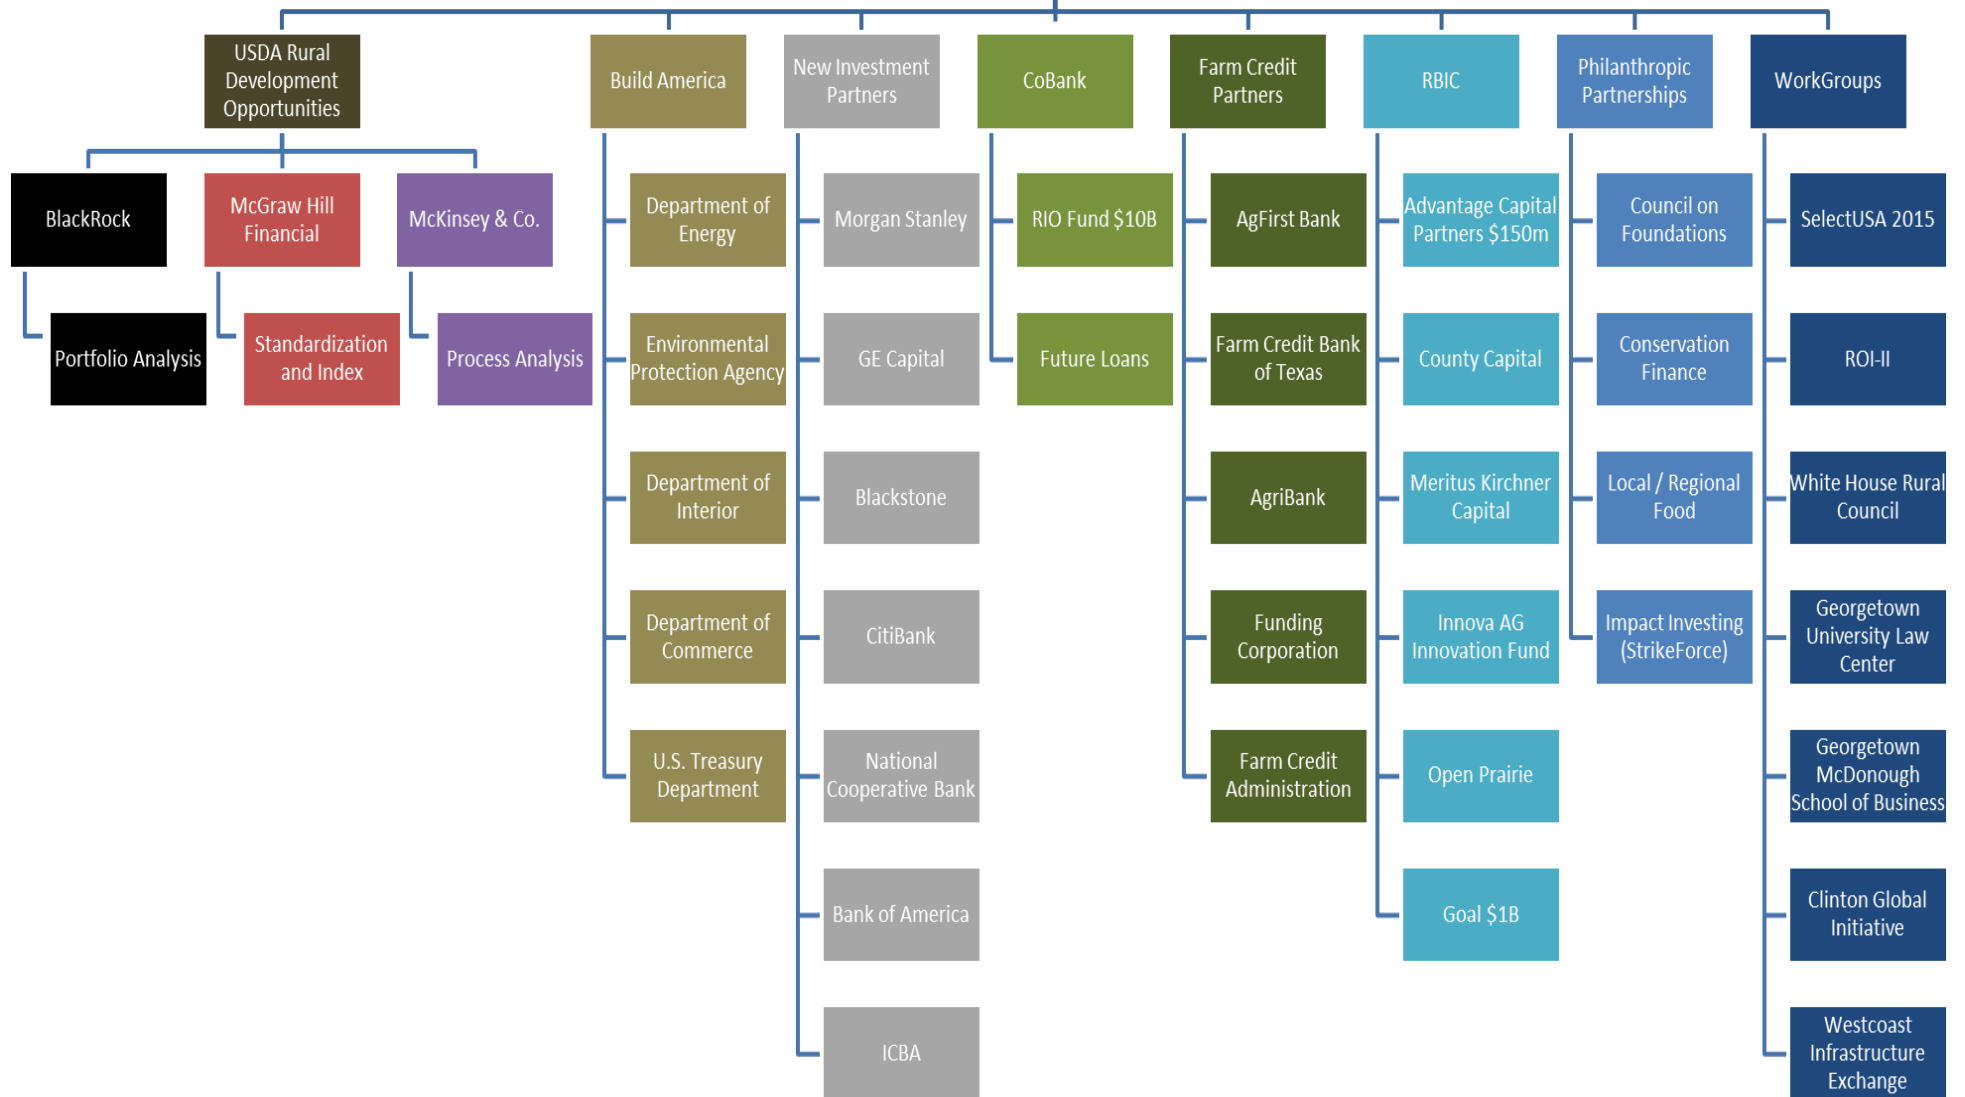 USDA Rural
Development
Opportunities
Build America
New Investment
Partners
CoBank
Farm Credit
Partners
RBIC
Philanthropic
Partnerships
WorkGroups
BlackRock
McGraw Hill
Financial
McKinsey & Co.
Portfolio Analysis
Standardization
and Index
Process Analysis
Department of
Energy
Environmental
Protection Agency
Department of
Interior
Department of
Commerce
U.S. Treasury
Department
Morgan Stanley
GE Capital
Blackstone
CitiBank
National
Cooperative Bank
Bank of America
ICBA
RIO Fund $10B
Future Loans
AgFirst Bank
Farm Credit Bank
of Texas
AgriBank
Funding
Corporation
Farm Credit
Administration
Advantage Capital
Partners $150m
County Capital
Meritus Kirchner
Capital
Innova AG
Innovation Fund
Open Prairie
Goal $1B
Council on
Foundations
Conservation
Finance
Local / Regional
Food
Impact Investing
(StrikeForce)
SelectUSA 2015
ROI-II
White House Rural
Council
Georgetown
University Law
Center
Georgetown
McDonough
School of Business
Clinton Global
Initiative
Westcoast
Infrastructure
Exchange